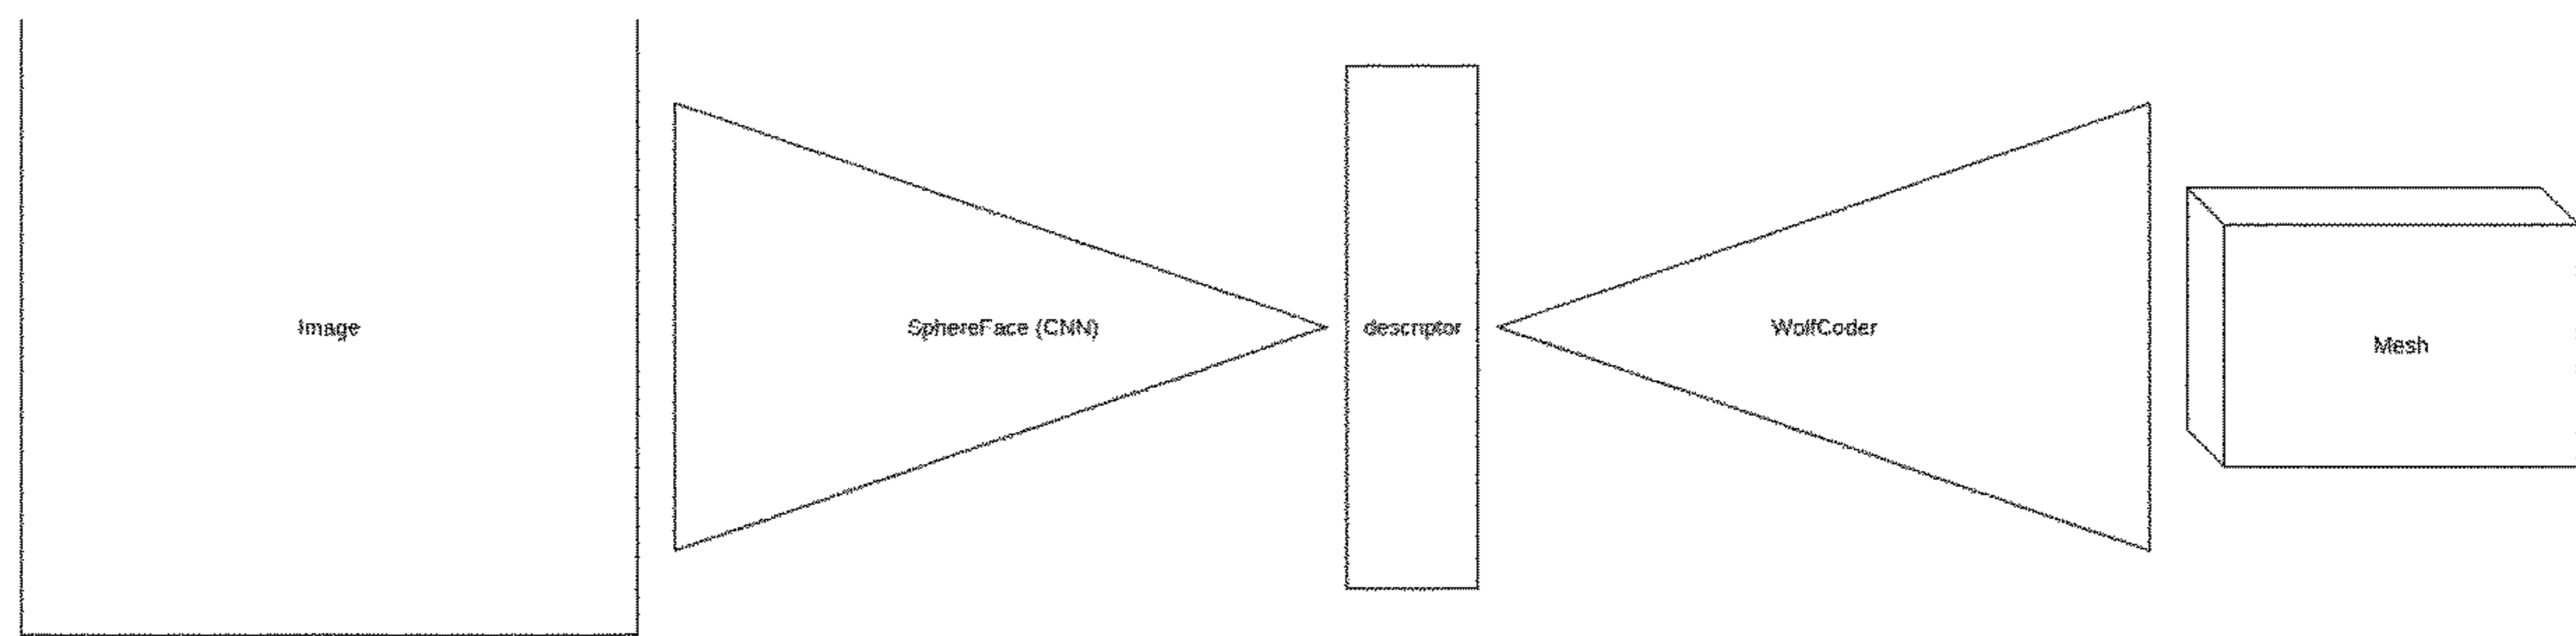 Image
SphereFace (CNN)
descriptor
WolfCoder
Mesh